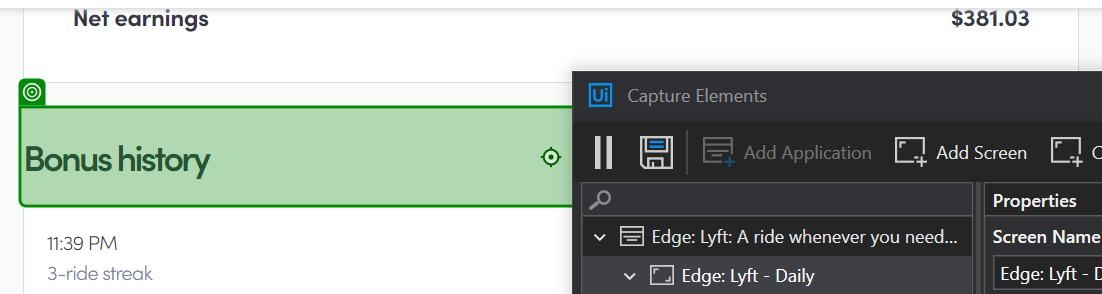 Net earnings $381.03
Bonus history
11:39 PM
3-ride streak
Ui Capture Elements
Add Application Add Screen C
Properties
Edge: Lyft: A ride whenever you need...
Screen Name
Edge: Lyft - Daily
Edge: Lyft - D